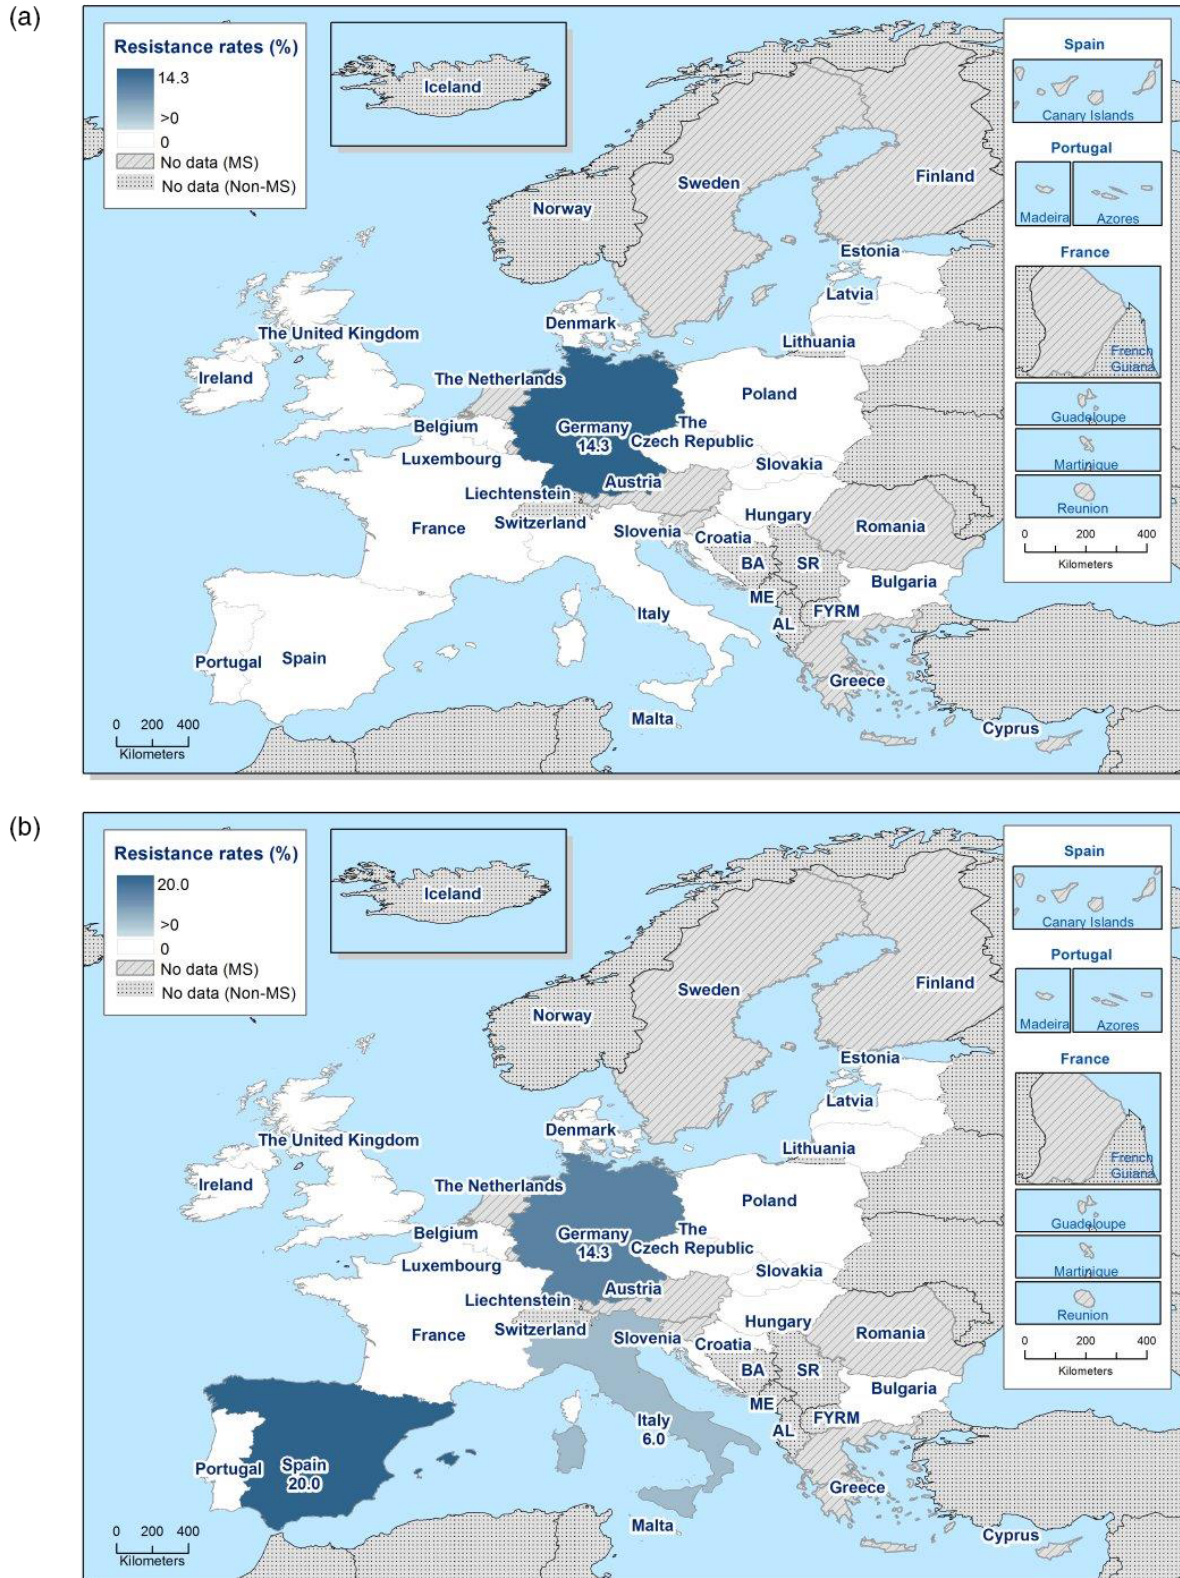 (a)
Resistance rates (%)
14.3
>0
0
No data (MS)
No data (Non-MS)
Iceland
Spain
Canary Islands
Portugal
Madeira
Azores
France
French
Guiana
Guadeloupe
Martinique
Reunion
0 200 400
Kilometers
Norway
Sweden
Finland
Estonia
Latvia
Lithuania
Denmark
The United Kingdom
Ireland
The Netherlands
Poland
Belgium
Germany
14.3
The
Czech Republic
Luxembourg
Slovakia
Liechtenstein
Austria
France
Switzerland
Slovenia
Hungary
Croatia
Romania
BA
SR
Bulgaria
ME
FYRM
AL
Italy
Portugal
Spain
Greece
Malta
Cyprus
0 200 400
Kilometers
(b)
Resistance rates (%)
20.0
>0
0
No data (MS)
No data (Non-MS)
Iceland
Spain
Canary Islands
Portugal
Madeira
Azores
France
French
Guiana
Guadeloupe
Martinique
Reunion
0 200 400
Kilometers
Norway
Sweden
Finland
Estonia
Latvia
Lithuania
Denmark
The United Kingdom
Ireland
The Netherlands
Poland
Belgium
Germany
14.3
The
Czech Republic
Luxembourg
Slovakia
Liechtenstein
Austria
France
Switzerland
Slovenia
Hungary
Croatia
Romania
BA
SR
Bulgaria
ME
FYRM
AL
Italy
6.0
Portugal
Spain
20.0
Greece
Malta
Cyprus
0 200 400
Kilometers